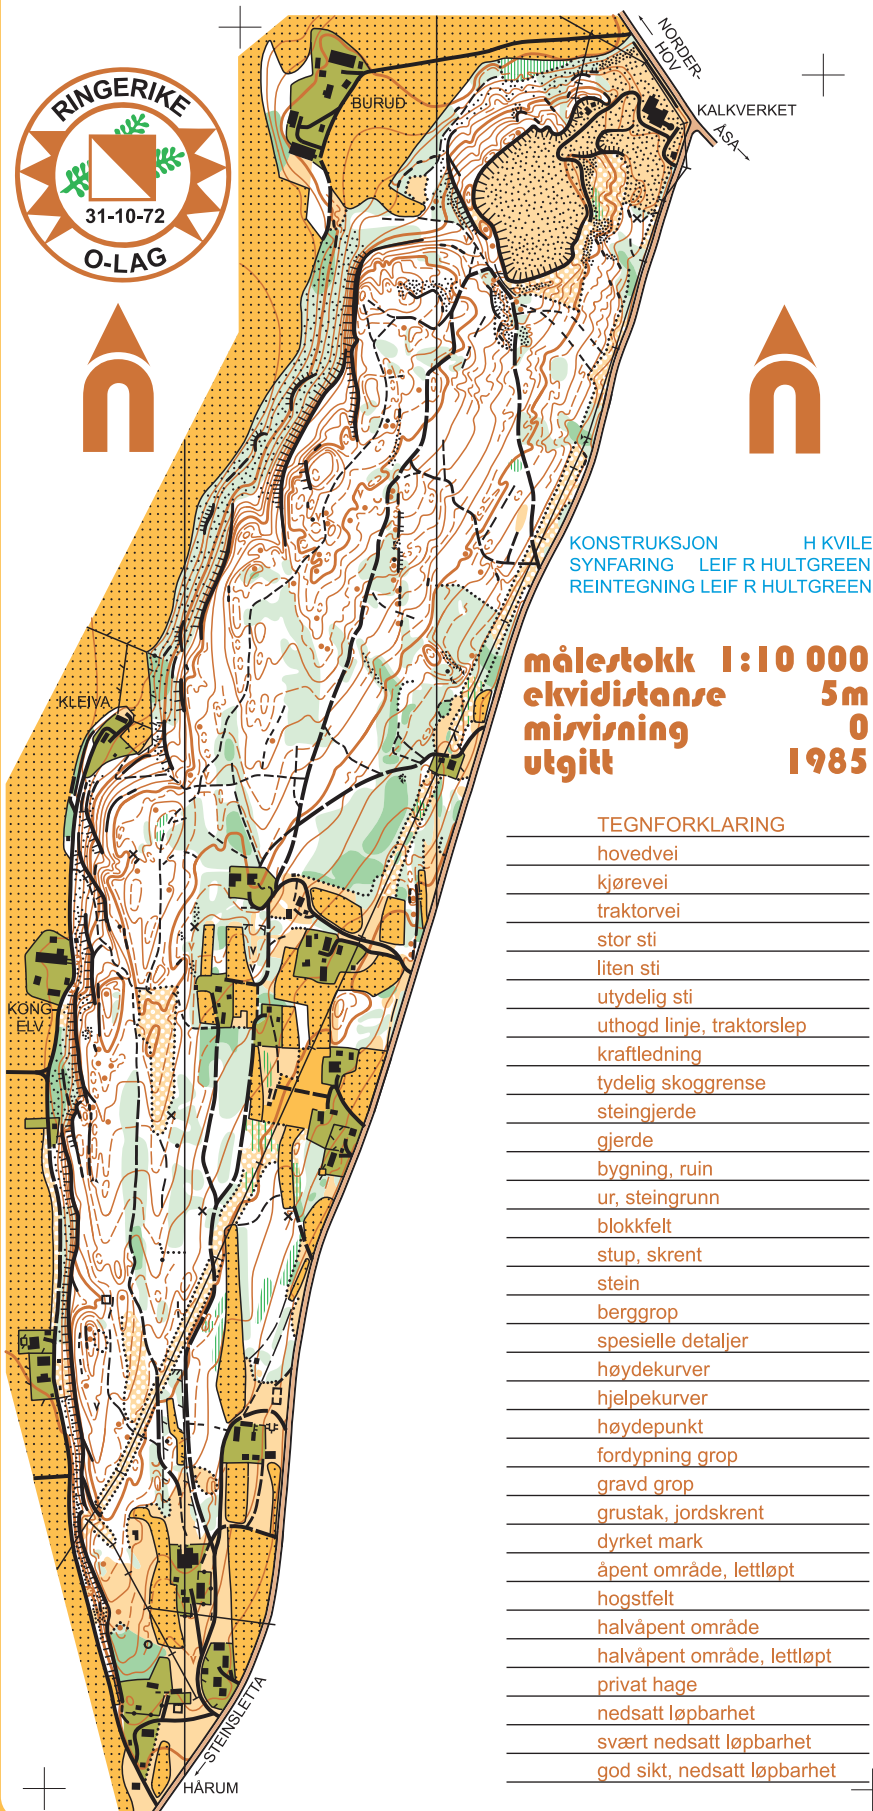 NORDER-
HOV
KALKVERKET
ÅSA
BURUD
RINGERIKE
31-10-72
O-LAG
KONSTRUKSJON H KVILE
SYNFARING LEIF R HULTGREEN
REINTEGNING LEIF R HULTGREEN
målestokk 1:10 000
ekvidistanse 5m
misvisning 0
utgitt 1985
KLEIVA
KONG
ELV
TEGNFORKLARING
hovedvei
kjørevei
traktorvei
stor sti
liten sti
utydelig sti
uthogd linje, traktorslep
kraftledning
tydelig skoggrense
steingjerde
gjerde
bygning, ruin
ur, steingrunn
blokkfelt
stup, skrent
stein
berggrop
spesielle detaljer
høydekurver
hjelpekurver
høydepunkt
fordypning grop
gravd grop
grustak, jordskrent
dyrket mark
åpent område, lettløpt
hogstfelt
halvåpent område
halvåpent område, lettløpt
privat hage
nedsatt løpbarhet
svært nedsatt løpbarhet
god sikt, nedsatt løpbarhet
STEINSLETTA
HÅRUM